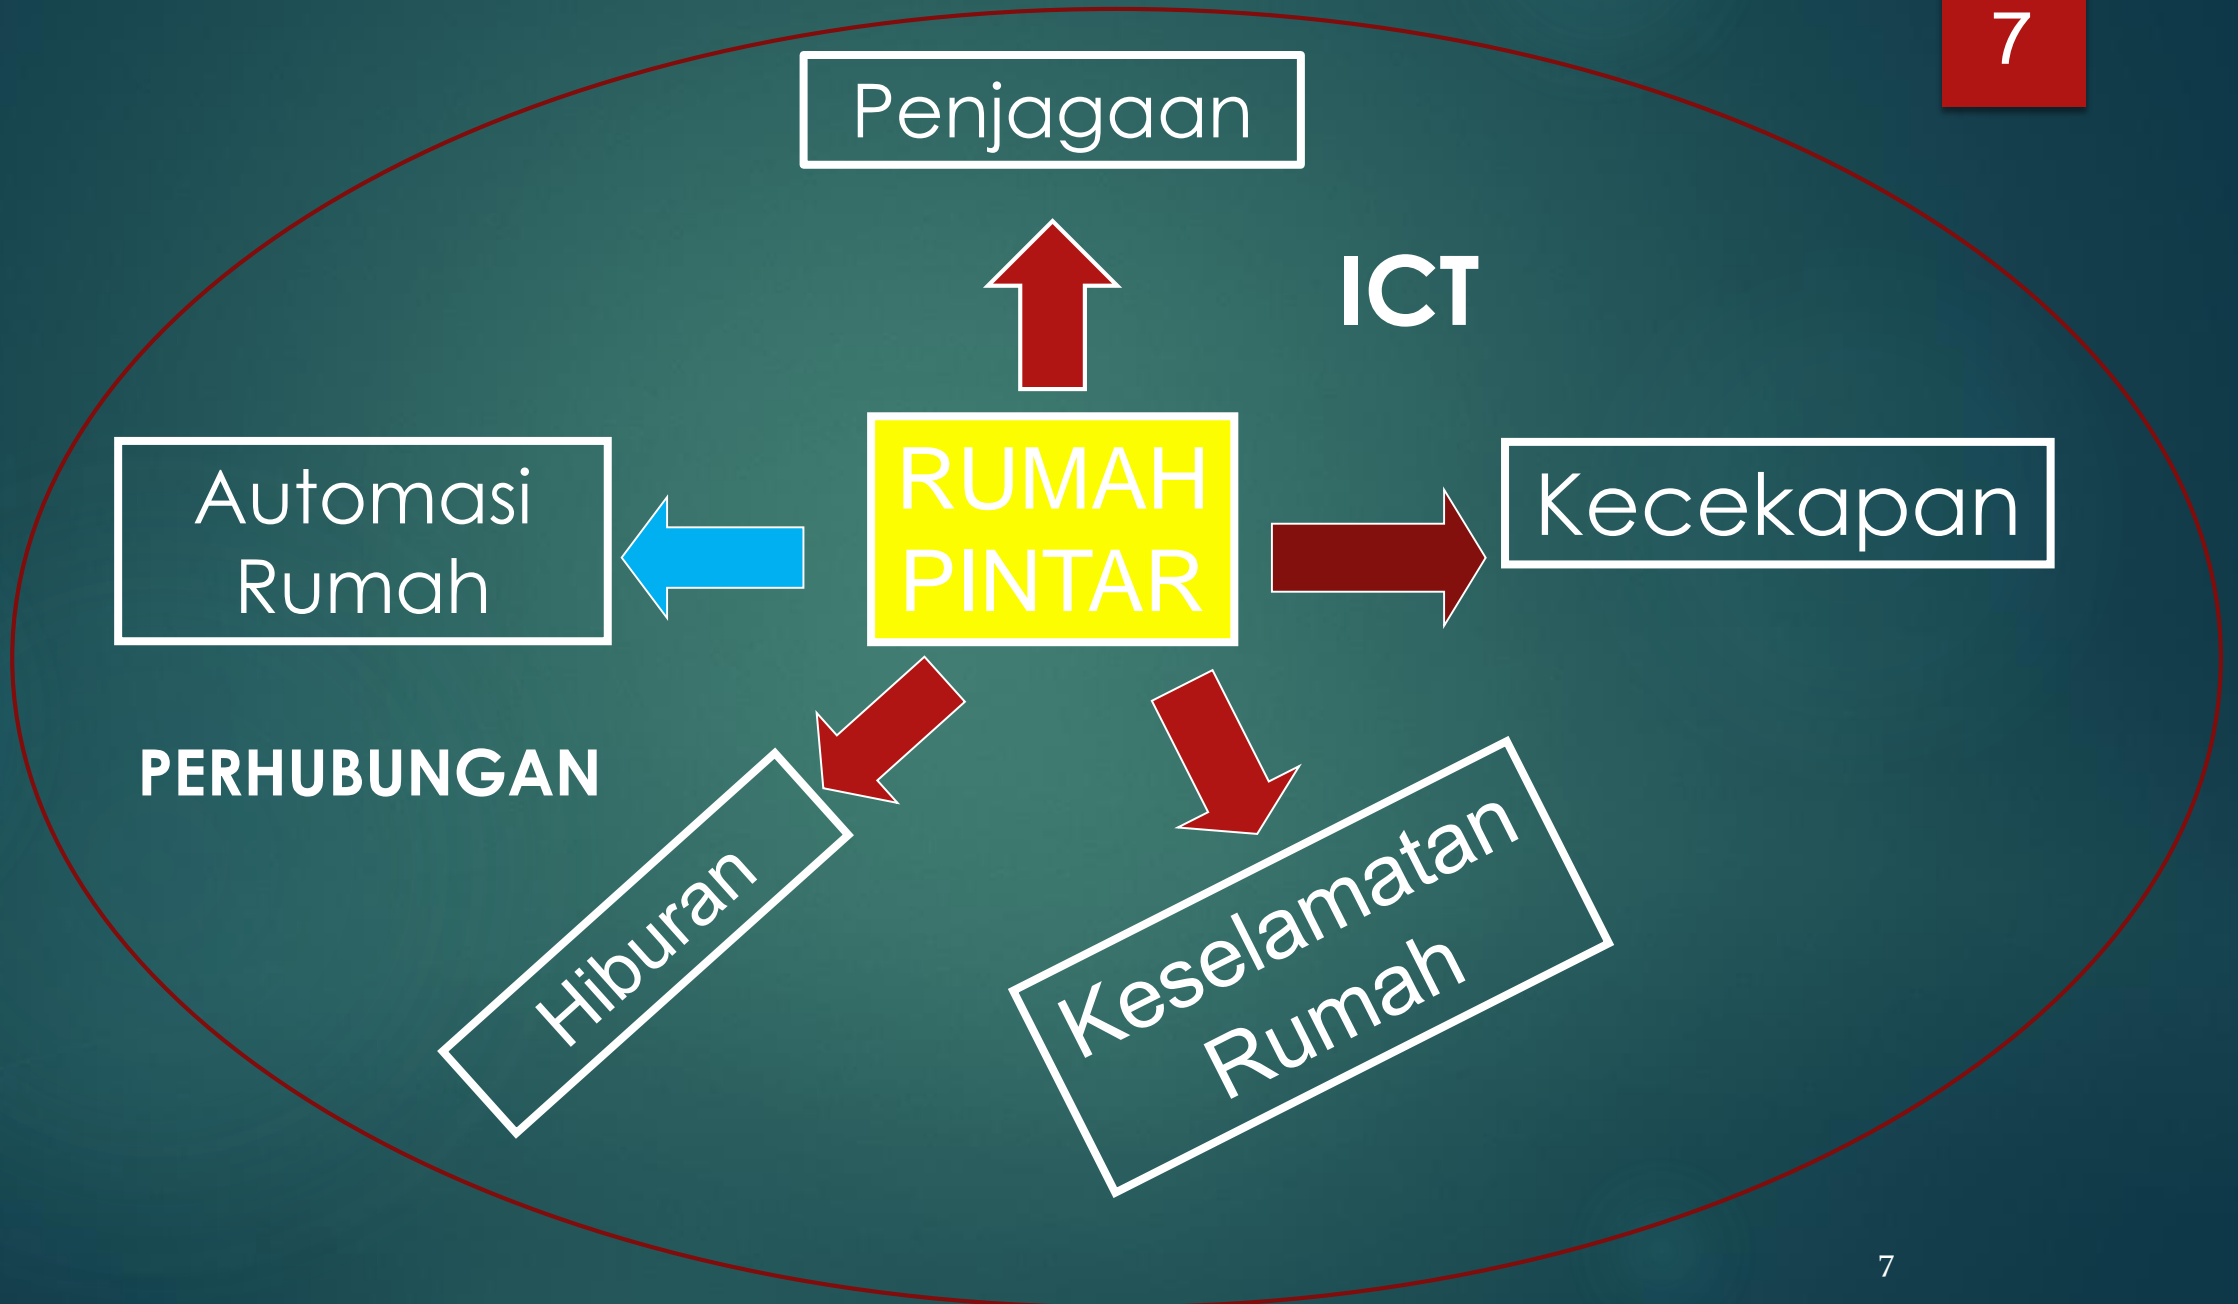 7
Penjagaan
ICT
Automasi
Rumah
RUMAH
PINTAR
Kecekapan
PERHUBUNGAN
Hiburan
Keselamatan
Rumah
7